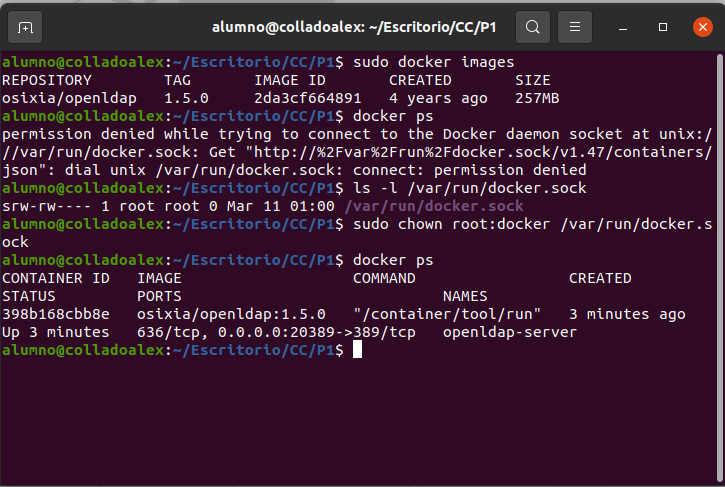 alumno@colladoalex: ~/Escritorio/CC/P1
alumno@colladoalex:~/Escritorio/CC/P1$ sudo docker images
REPOSITORY TAG IMAGE ID CREATED SIZE
osixia/openldap 1.5.0 2da3cf664891 4 years ago 257MB
alumno@colladoalex:~/Escritorio/CC/P1$ docker ps
permission denied while trying to connect to the Docker daemon socket at unix:/
//var/run/docker.sock: Get "http://%2Fvar%2Frun%2Fdocker.sock/v1.47/containers/
json": dial unix /var/run/docker.sock: connect: permission denied
alumno@colladoalex:~/Escritorio/CC/P1$ ls -l /var/run/docker.sock
srw-rw---- 1 root root 0 Mar 11 01:00 /var/run/docker.sock
alumno@colladoalex:~/Escritorio/CC/P1$ sudo chown root:docker /var/run/docker.s
ock
alumno@colladoalex:~/Escritorio/CC/P1$ docker ps
CONTAINER ID IMAGE COMMAND CREATED
STATUS PORTS NAMES
398b168cbb8e osixia/openldap:1.5.0 "/container/tool/run" 3 minutes ago
Up 3 minutes 636/tcp, 0.0.0.0:20389->389/tcp openldap-server
alumno@colladoalex:~/Escritorio/CC/P1$